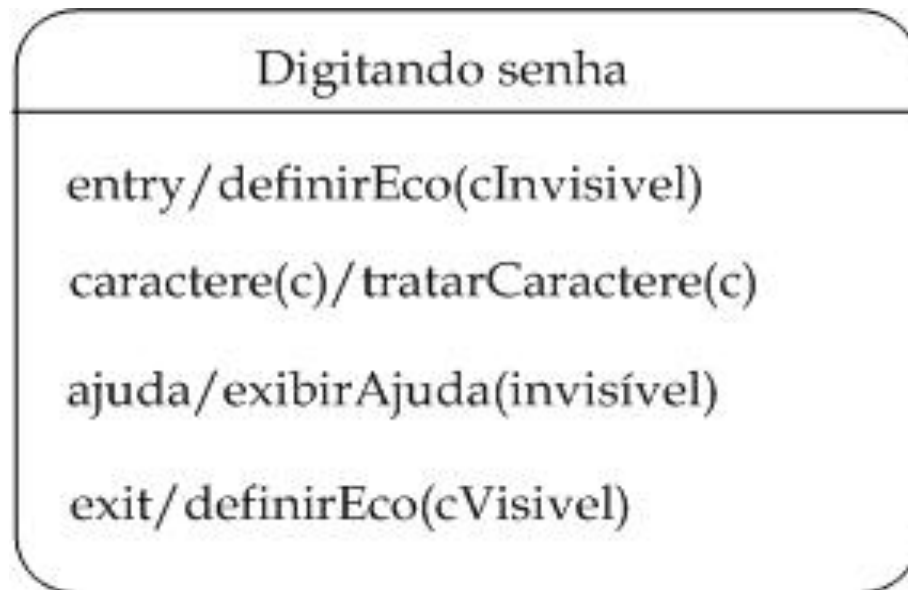 Digitando senha
entry/definirEco(cInvisivel)
caractere(c)/tratarCaractere(c)
ajuda/exibirAjuda(invisível)
exit/definirEco(cVisivel)